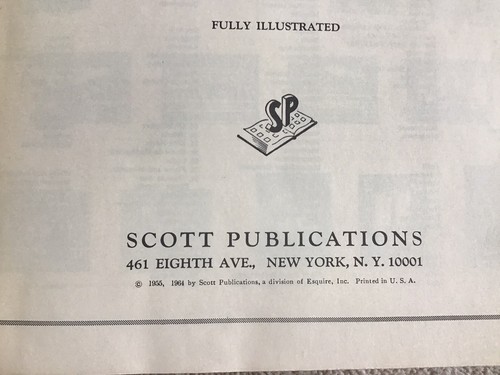 FULLY ILLUSTRATED
SP
SCOTT PUBLICATIONS
461 EIGHTH AVE., NEW YORK, N. Y. 10001
© 1955, 1964 by Scott Publications, a division of Esquire, Inc. Printed in U. S. A.